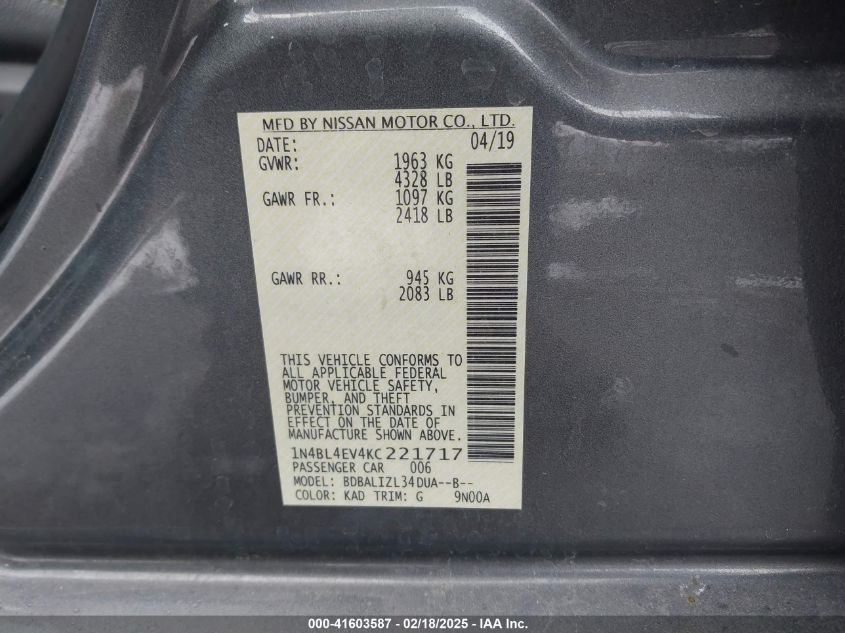 MFD BY NISSAN MOTOR CO., LTD.
DATE: 04/19
GVWR: 1963 KG
4328 LB
GAWR FR.: 1097 KG
2418 LB
GAWR RR.: 945 KG
2083 LB
THIS VEHICLE CONFORMS TO
ALL APPLICABLE FEDERAL
MOTOR VEHICLE SAFETY,
BUMPER, AND THEFT
PREVENTION STANDARDS IN
EFFECT ON THE DATE OF
MANUFACTURE SHOWN ABOVE.
1N4BL4EV4KC221717
PASSENGER CAR 006
MODEL: BDBALIZL34DUA--B--
COLOR: KAD TRIM: G 9N00A
000-41603587 - 02/18/2025 - IAA Inc.